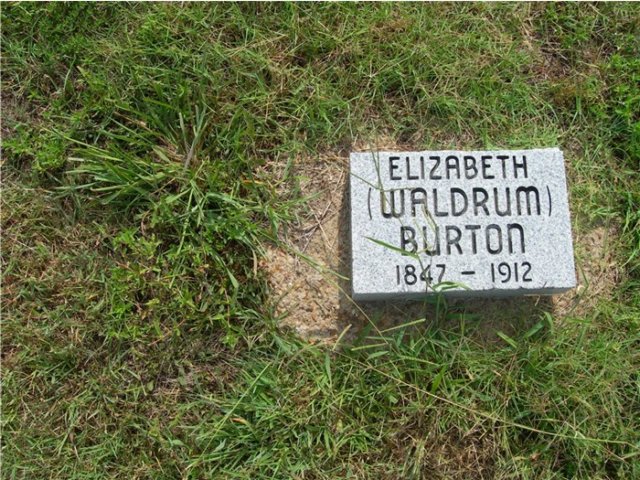 ELIZABETH
(WALDRUM)
BURTON
1847 - 1912